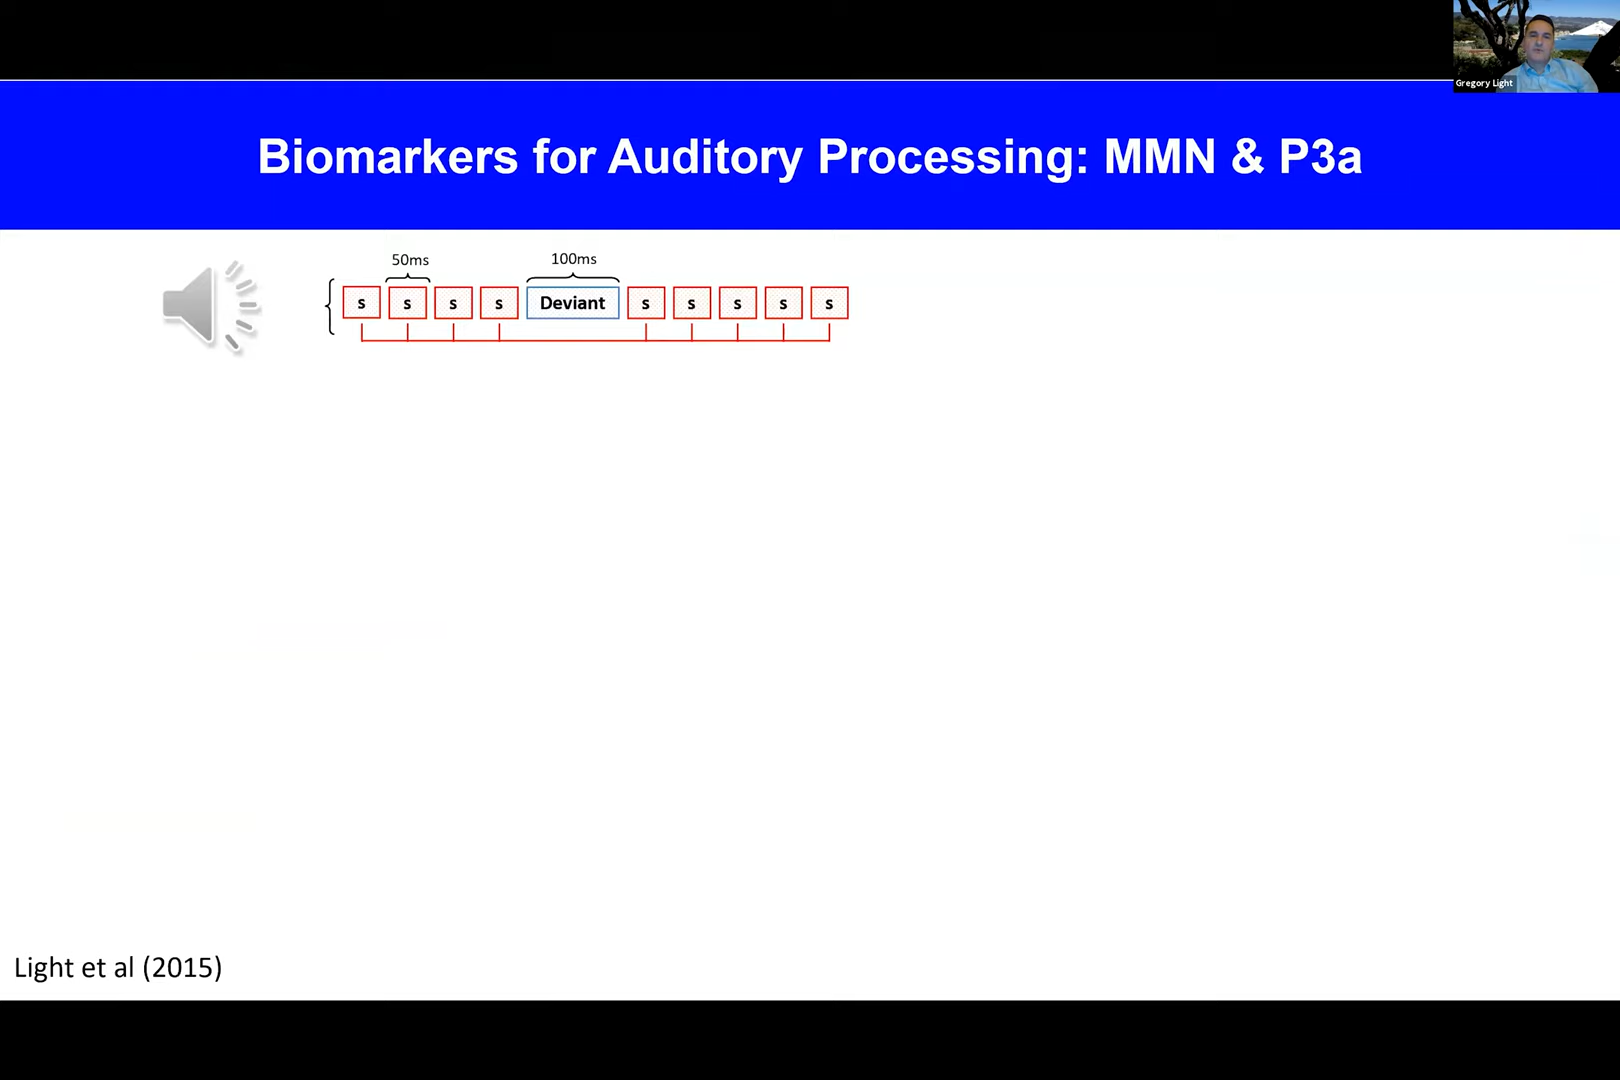 Gregory Light
Biomarkers for Auditory Processing: MMN & P3a
50ms 100ms
s s s s Deviant s s s s s
Light et al (2015)